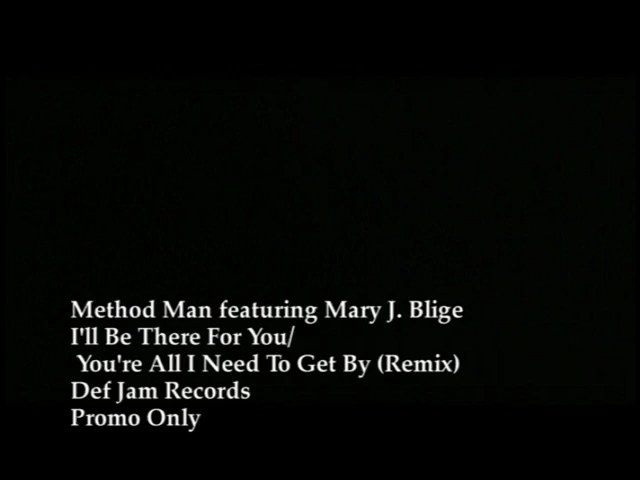 Method Man featuring Mary J. Blige
I'll Be There For You/
You're All I Need To Get By (Remix)
Def Jam Records
Promo Only